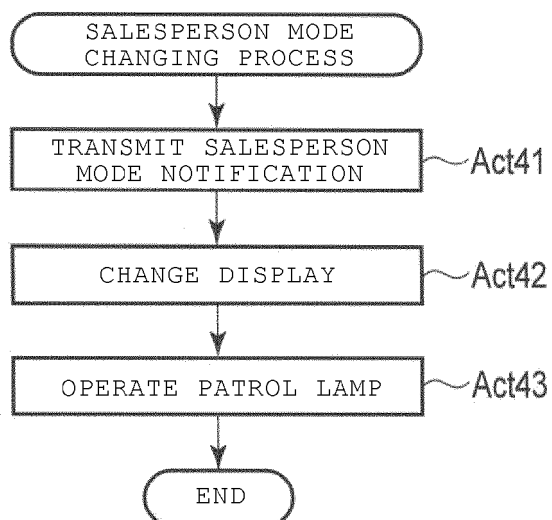 SALESPERSON MODE
CHANGING PROCESS
TRANSMIT SALESPERSON
MODE NOTIFICATION
Act41
CHANGE DISPLAY
Act42
OPERATE PATROL LAMP
Act43
END